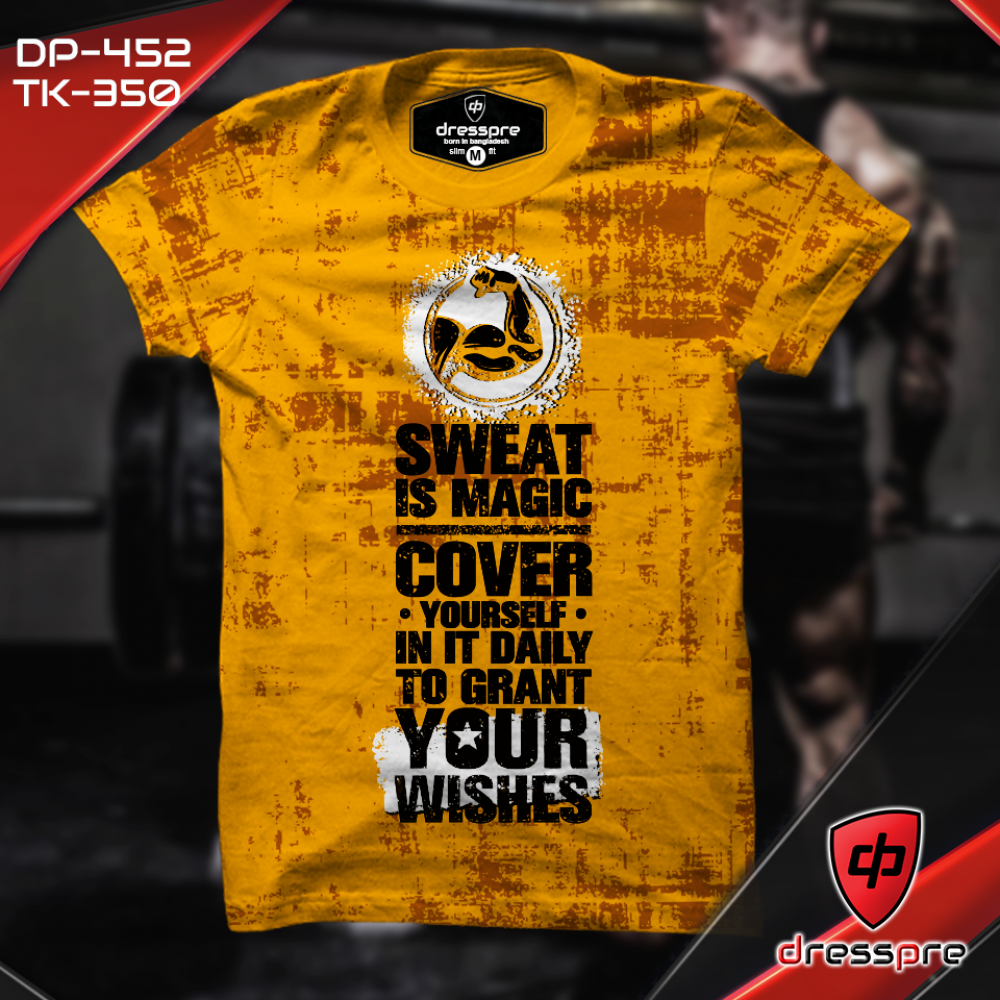 DP-452
TK-350
dresspre
born in bangladesh
slim M fit
SWEAT
IS MAGIC
COVER
• YOURSELF •
IN IT DAILY
TO GRANT
YOUR
WISHES
dp
dresspre